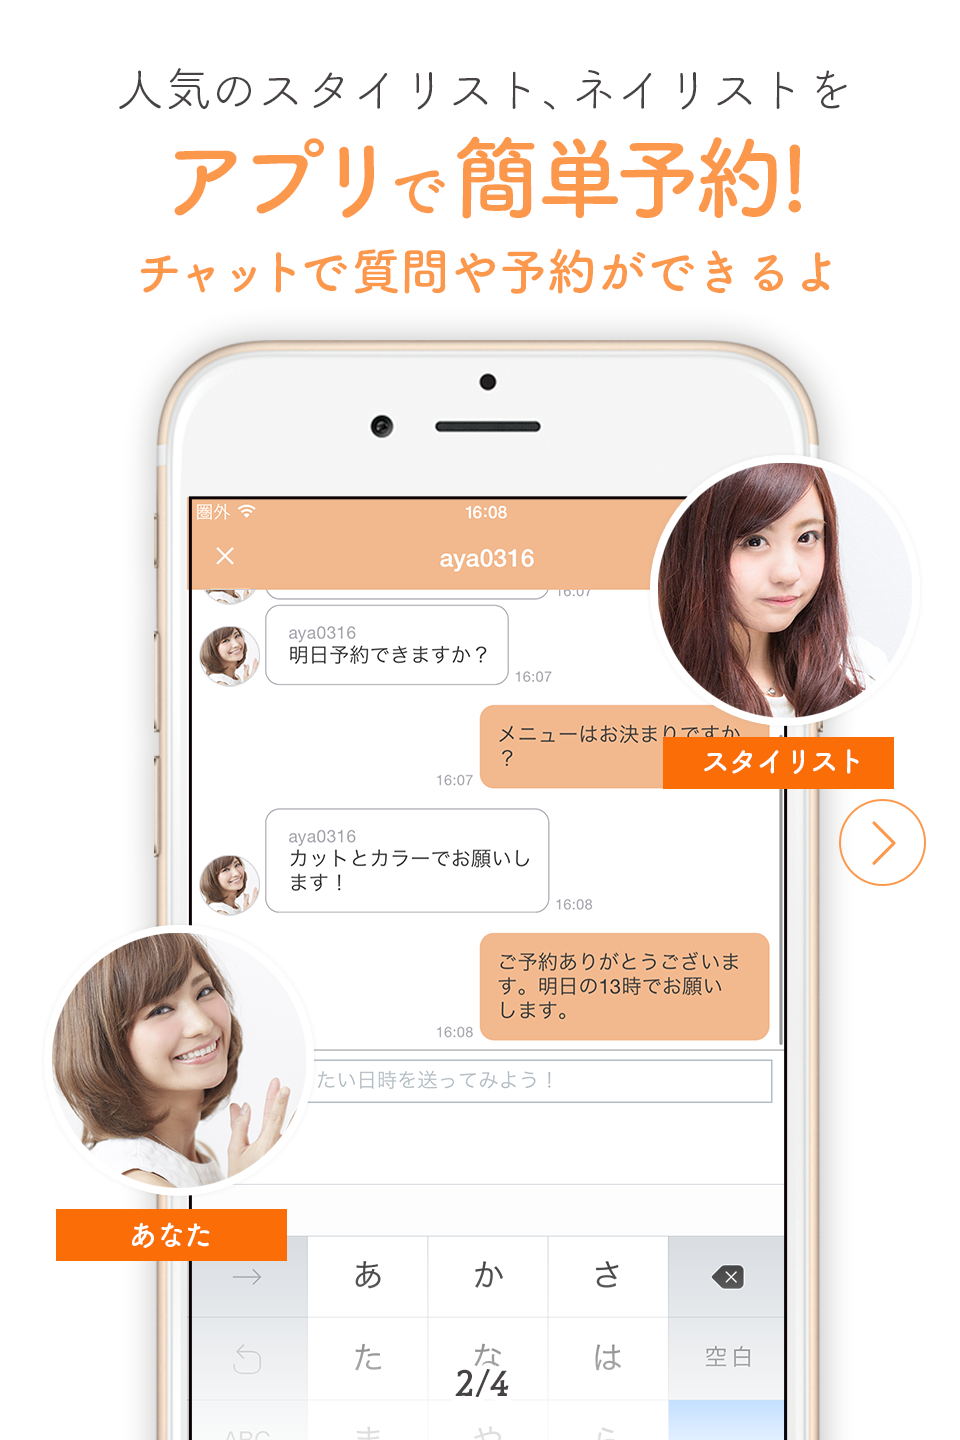 人気のスタイリスト、ネイリストを
アプリで簡単予約!
チャットで質問や予約ができるよ
圏外 16:08
aya0316
16:07
aya0316
明日予約できますか？
16:07
メニューはお決まりですか
？
16:07
スタイリスト
aya0316
カットとカラーでお願いし
ます！
16:08
ご予約ありがとうございま
す。明日の13時でお願い
します。
16:08
たい日時を送ってみよう！
あなた
→ あ か さ
た な は 空白
2/4
ABC ま や ら